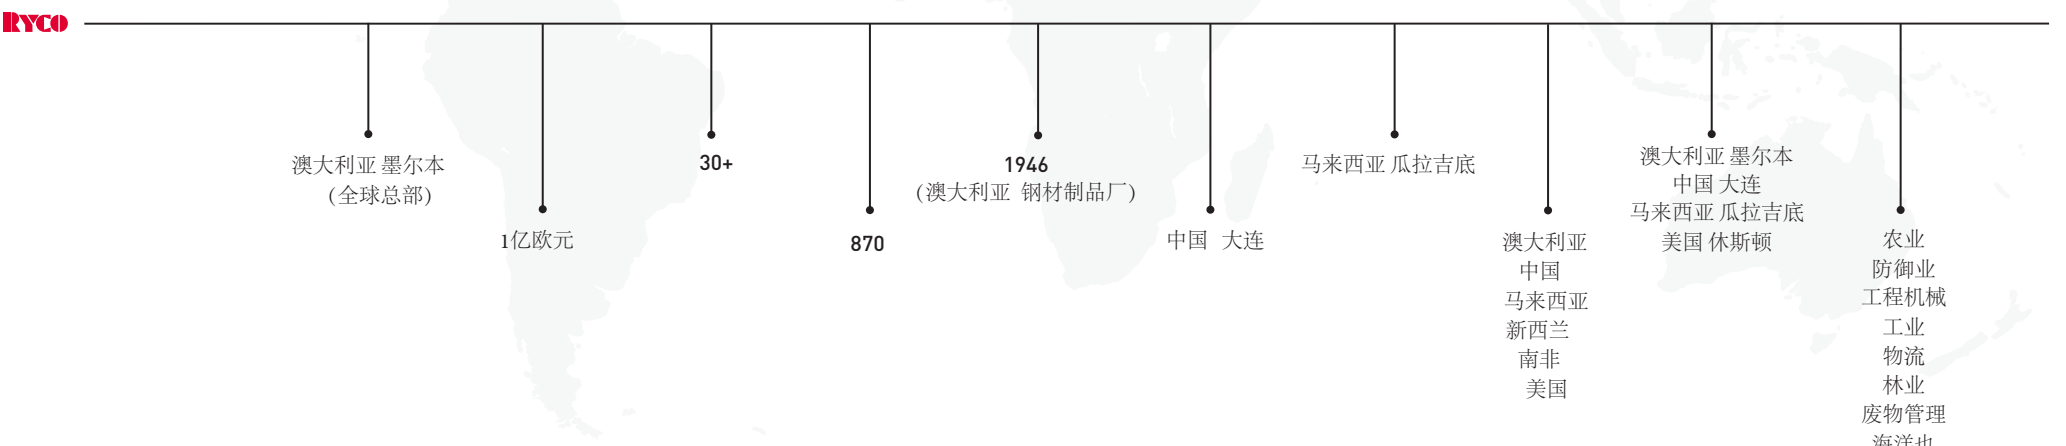 RYCO
澳大利亚 墨尔本
(全球总部)
1亿欧元
30+
870
1946
(澳大利亚 钢材制品厂)
中国 大连
马来西亚 瓜拉吉底
澳大利亚
中国
马来西亚
新西兰
南非
美国
澳大利亚 墨尔本
中国 大连
马来西亚 瓜拉吉底
美国 休斯顿
农业
防御业
工程机械
工业
物流
林业
废物管理